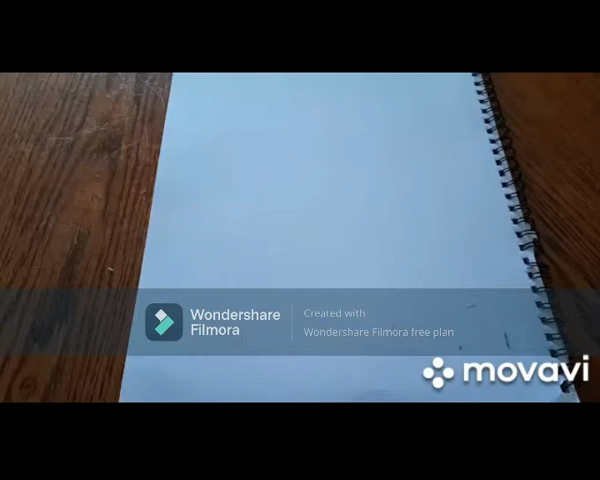 Wondershare
Filmora
Created with
Wondershare Filmora free plan
movavi